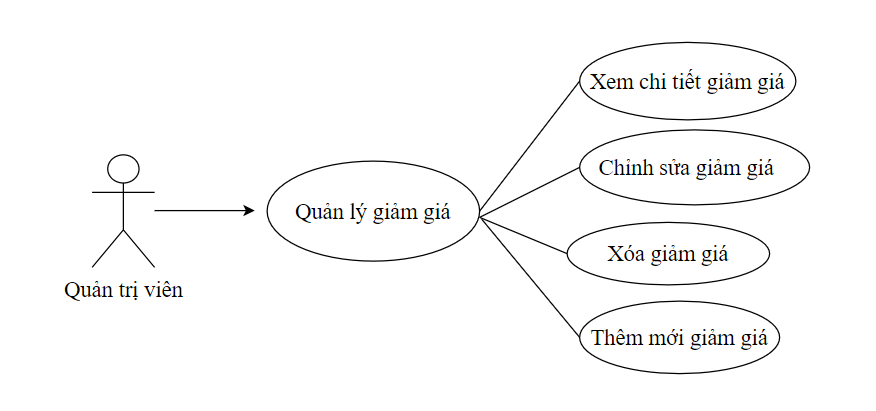 Xem chi tiết giảm giá
Chỉnh sửa giảm giá
Quản lý giảm giá
Xóa giảm giá
Quản trị viên
Thêm mới giảm giá